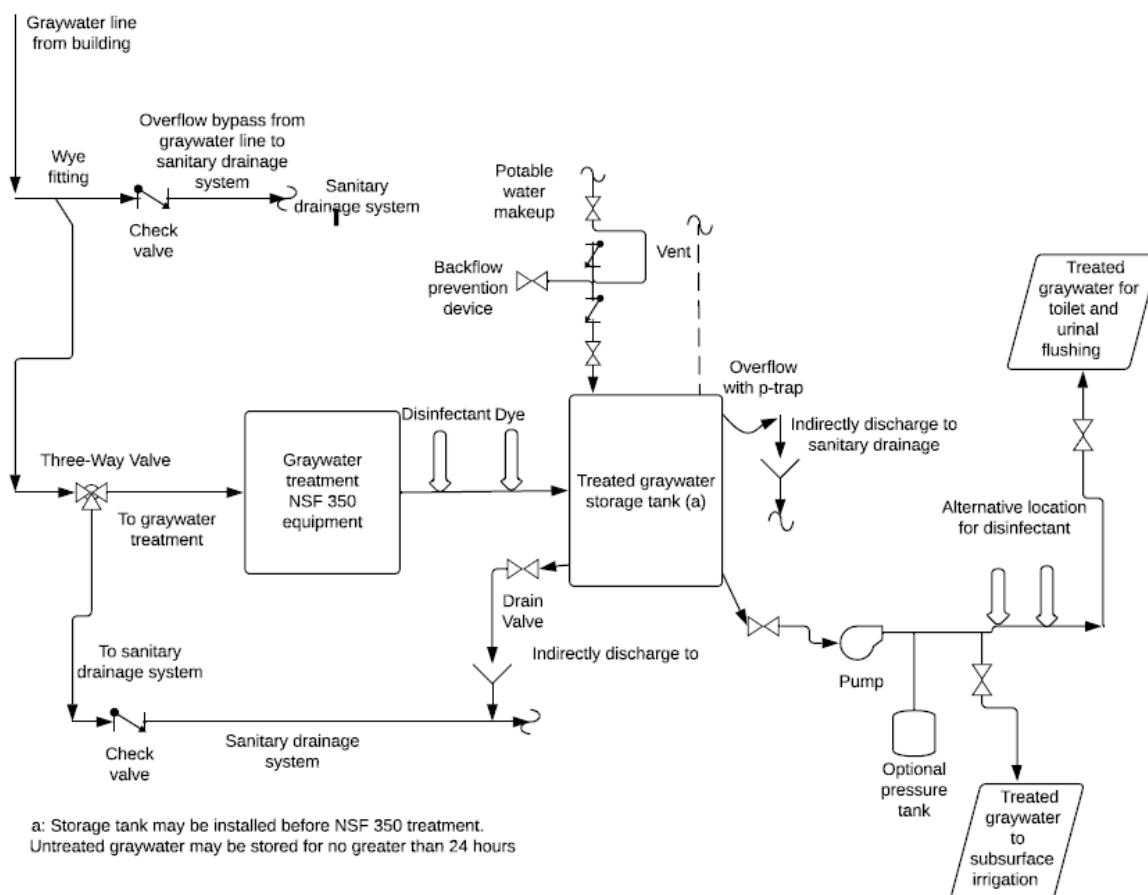 Graywater line
from building
Overflow bypass from
graywater line to
sanitary drainage
system
Wye
fitting
Check
valve
Sanitary
drainage system
Potable
water
makeup
Vent
Backflow
prevention
device
Treated
graywater for
toilet and
urinal
flushing
Overflow
with p-trap
Indirectly discharge to
sanitary drainage
Disinfectant Dye
Three-Way Valve
To graywater
treatment
Graywater
treatment
NSF 350
equipment
Treated graywater
storage tank (a)
Alternative location
for disinfectant
Drain
Valve
Indirectly discharge to
To sanitary
drainage system
Pump
Check
valve
Sanitary drainage
system
Optional
pressure
tank
Treated
graywater
to
subsurface
irrigation
a: Storage tank may be installed before NSF 350 treatment.
Untreated graywater may be stored for no greater than 24 hours